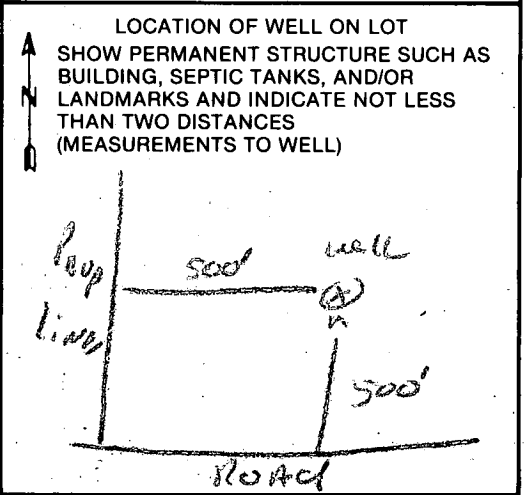 LOCATION OF WELL ON LOT
SHOW PERMANENT STRUCTURE SUCH AS
BUILDING, SEPTIC TANKS, AND/OR
N LANDMARKS AND INDICATE NOT LESS
THAN TWO DISTANCES
(MEASUREMENTS TO WELL)
Prop 500' well
Line
500'
ROAd